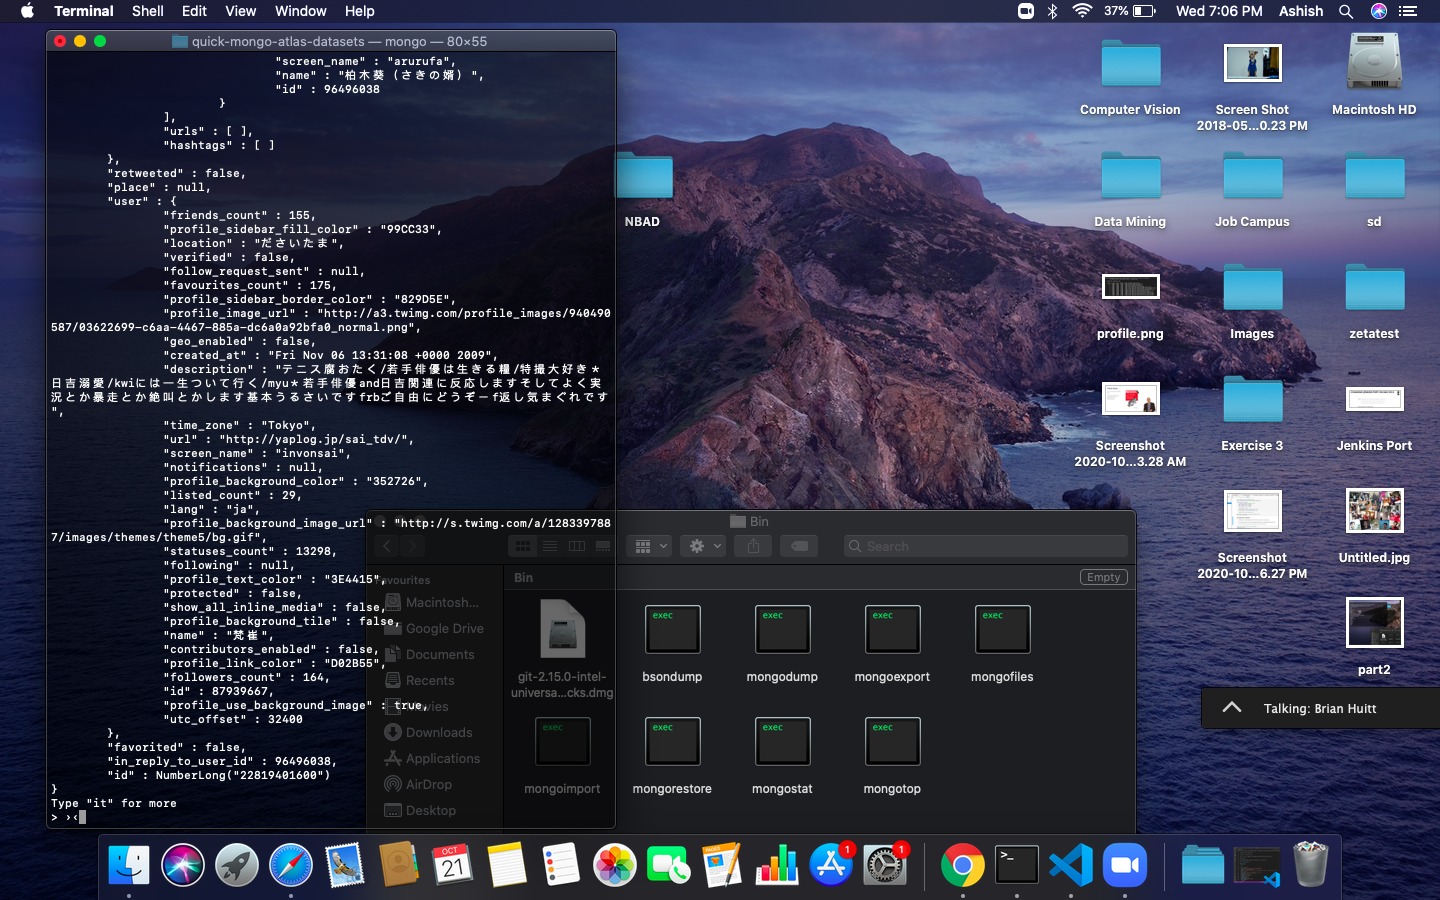 Terminal Shell Edit View Window Help
37% Wed 7:06 PM Ashish
quick-mongo-atlas-datasets — mongo — 80×55
"screen_name" : "arurufa",
"name" : "柏木葵（さきの婿）",
"id" : 96496038
}
],
"urls" : [ ],
"hashtags" : [ ]
},
"retweeted" : false,
"place" : null,
"user" : {
"friends_count" : 155,
"profile_sidebar_fill_color" : "99CC33",
"location" : "ださいたま",
"verified" : false,
"follow_request_sent" : null,
"favourites_count" : 175,
"profile_sidebar_border_color" : "829D5E",
"profile_image_url" : "http://a3.twimg.com/profile_images/940490
587/03622699-c6aa-4467-885a-dc6a0a92bfa0_normal.png",
"geo_enabled" : false,
"created_at" : "Fri Nov 06 13:31:08 +0000 2009",
"description" : "テニス腐おたく/若手俳優は生きる糧/特撮大好き*
日吉溺愛/kwiには一生ついて行く/myu*若手俳優and日吉関連に反応しますそしてよく実
況とか暴走とか絶叫とかします基本うるさいですfrbご自由にどうぞーf返し気まぐれです
",
"time_zone" : "Tokyo",
"url" : "http://yaplog.jp/sai_tdv/",
"screen_name" : "invonsai",
"notifications" : null,
"profile_background_color" : "352726",
"listed_count" : 29,
"lang" : "ja",
"profile_background_image_url" : "http://s.twimg.com/a/128339788
7/images/themes/theme5/bg.gif",
"statuses_count" : 13298,
"following" : null,
"profile_text_color" : "3E4415",
"protected" : false,
"show_all_inline_media" : false,
"profile_background_tile" : false,
"name" : "梵崔",
"contributors_enabled" : false,
"profile_link_color" : "D02B55",
"followers_count" : 164,
"id" : 87939667,
"profile_use_background_image" : true,
"utc_offset" : 32400
},
"favorited" : false,
"in_reply_to_user_id" : 96496038,
"id" : NumberLong("22819401600")
}
Type "it" for more
> ›‹
NBAD
Computer Vision
Screen Shot
2018-05...0.23 PM
Macintosh HD
Data Mining
Job Campus
sd
profile.png
Images
zetatest
Screenshot
2020-10...3.28 AM
Exercise 3
Jenkins Port
Screenshot
2020-10...6.27 PM
Untitled.jpg
part2
Talking: Brian Huitt
Bin
Search
Favourites
Macintosh...
Google Drive
Documents
Recents
Movies
Downloads
Applications
AirDrop
Desktop
Bin
Empty
git-2.15.0-intel-
universa...cks.dmg
exec
bsondump
exec
mongodump
exec
mongoexport
exec
mongofiles
exec
mongoimport
exec
mongorestore
exec
mongostat
exec
mongotop
OCT
21
PAGES
1
1
>_